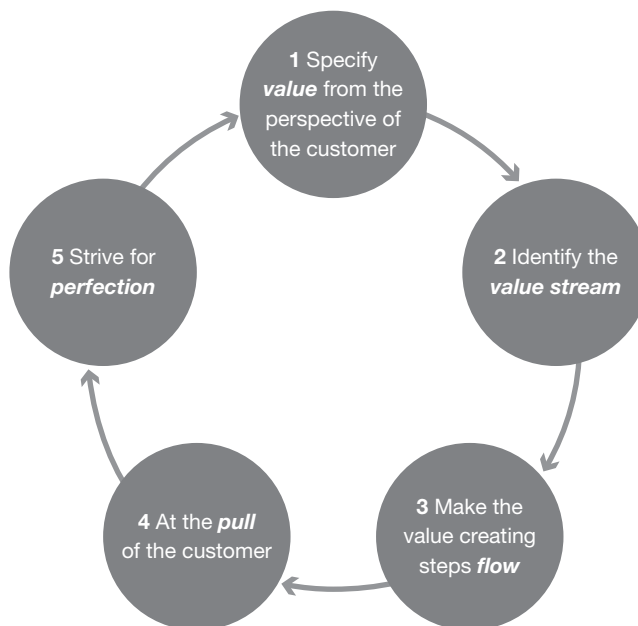 1 Specify
value from the
perspective of
the customer
2 Identify the
value stream
3 Make the
value creating
steps flow
4 At the pull
of the customer
5 Strive for
perfection